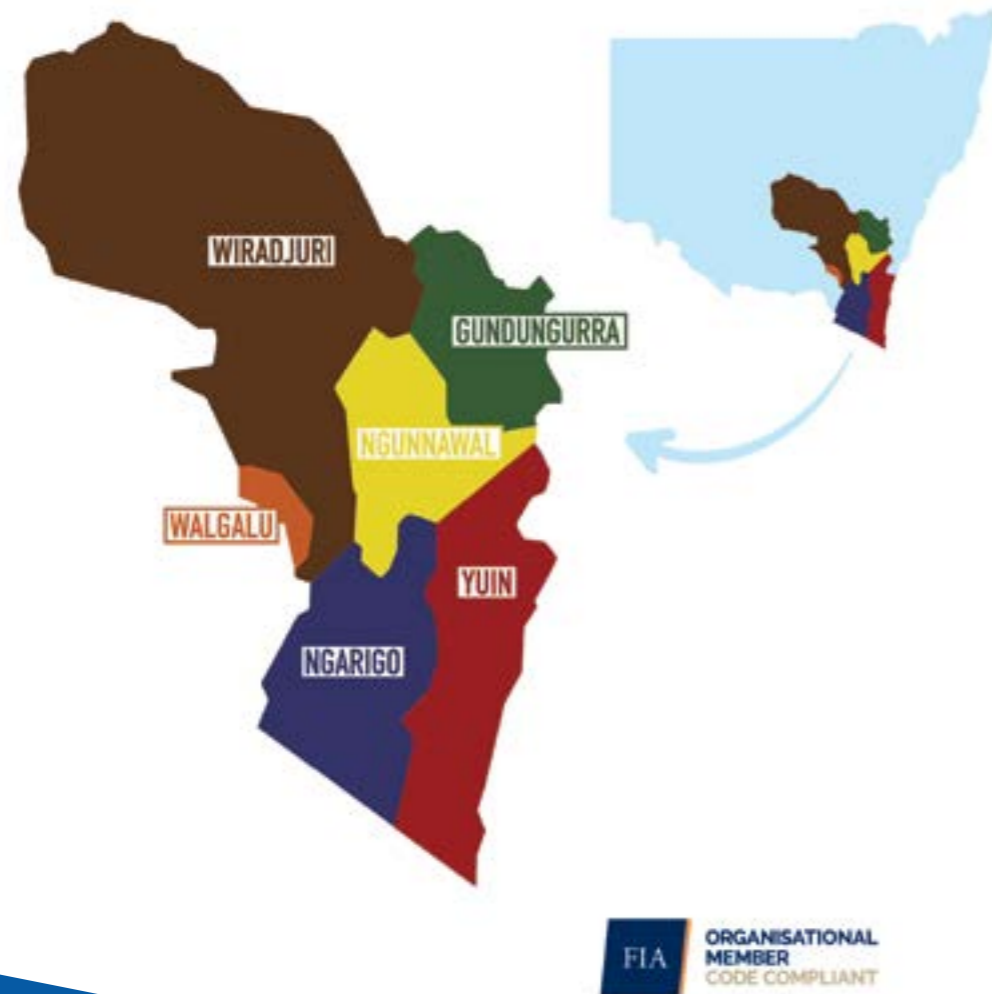 WIRADJURI
GUNDUNGURRA
NGUNNAWAL
WALGALU
YUIN
NGARIGO
FIA
ORGANISATIONAL
MEMBER
CODE COMPLIANT